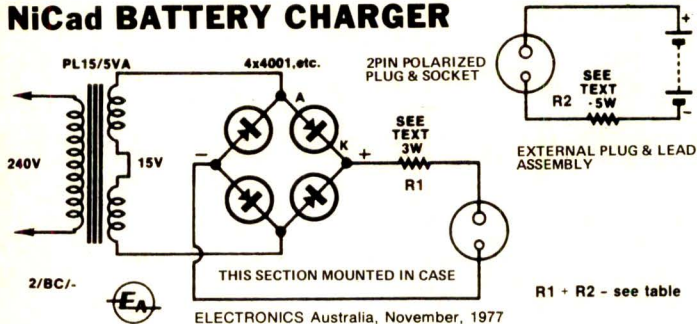 NiCad BATTERY CHARGER
PL15/5VA
4x4001,etc.
2PIN POLARIZED
PLUG & SOCKET
SEE
TEXT
-5W
R2
+
-
EXTERNAL PLUG & LEAD
ASSEMBLY
240V
15V
A
K
-
+
SEE
TEXT
3W
R1
THIS SECTION MOUNTED IN CASE
2/BC/-
EA
R1 + R2 - see table
ELECTRONICS Australia, November, 1977